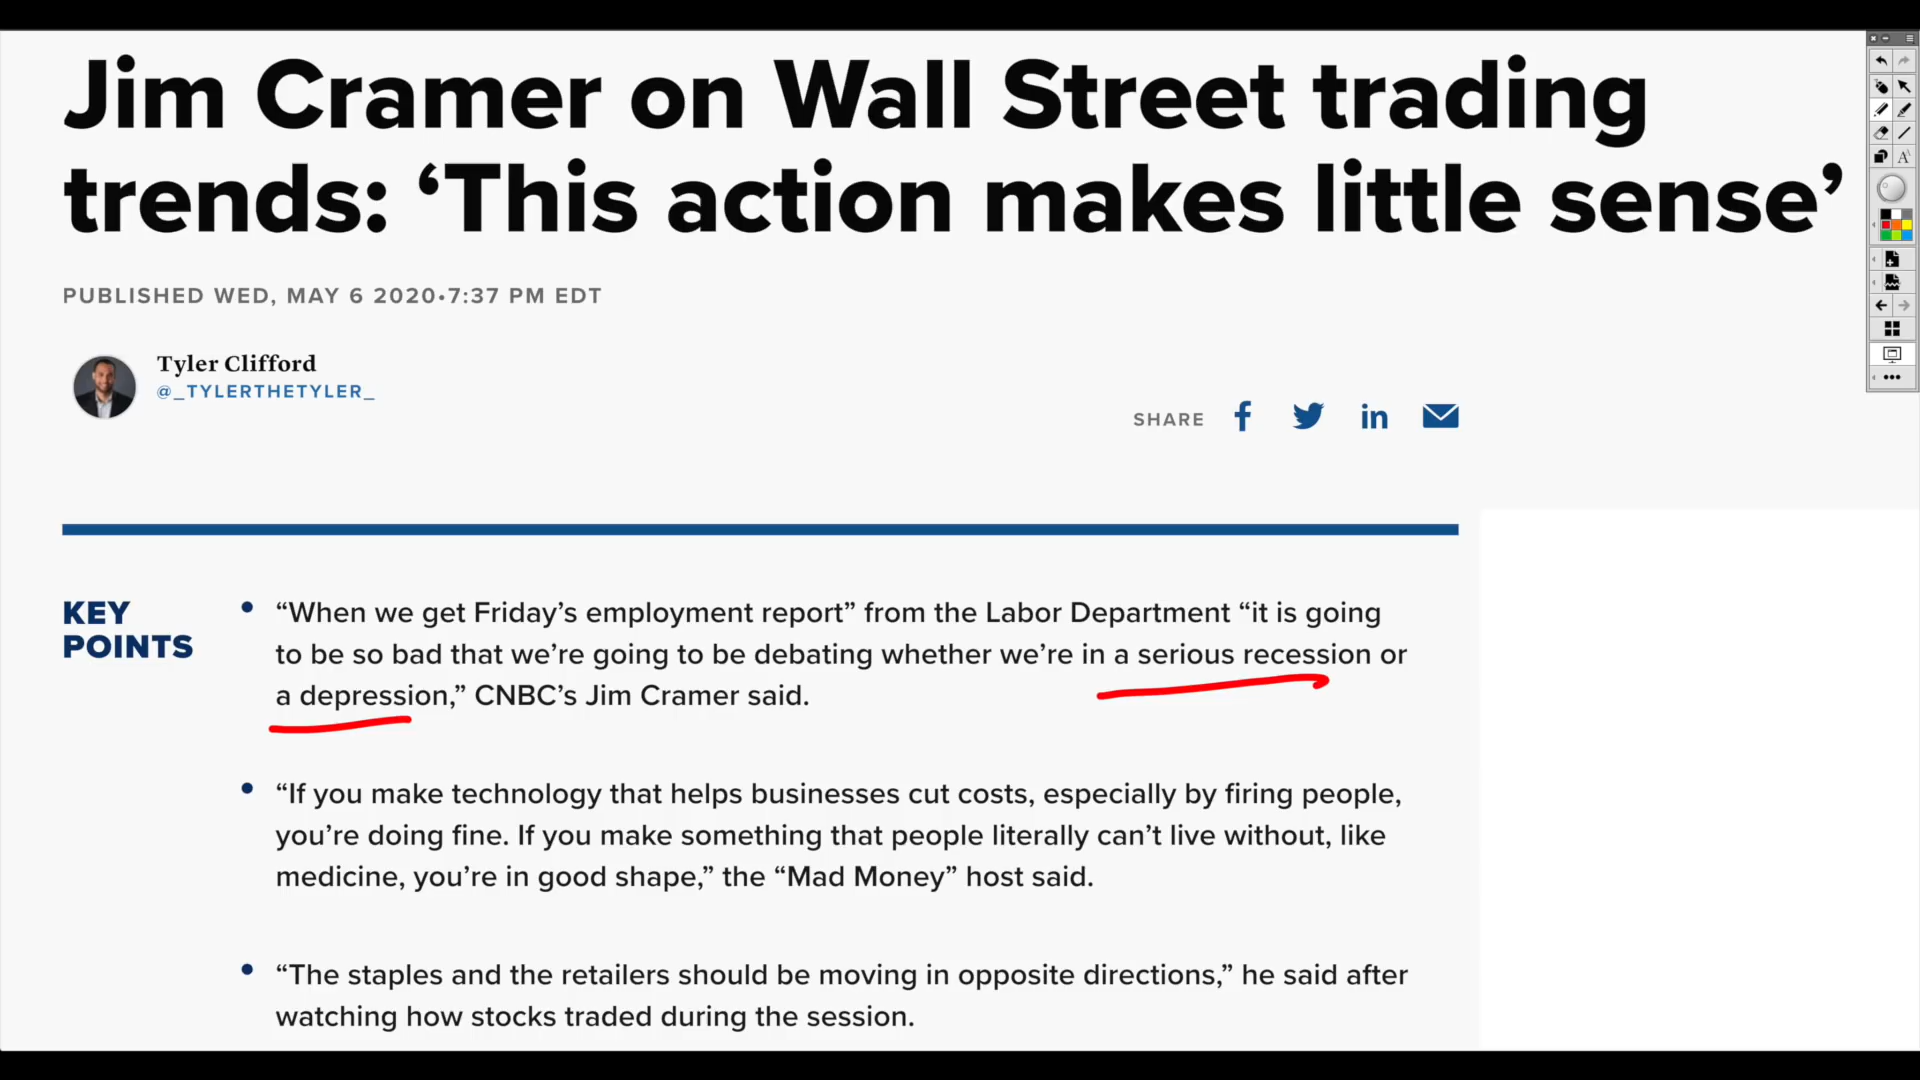 Jim Cramer on Wall Street trading
trends: ‘This action makes little sense’
PUBLISHED WED, MAY 6 2020•7:37 PM EDT
Tyler Clifford
@_TYLERTHETYLER_
SHARE
KEY
POINTS
• “When we get Friday’s employment report” from the Labor Department “it is going
to be so bad that we’re going to be debating whether we’re in a serious recession or
a depression,” CNBC’s Jim Cramer said.
• “If you make technology that helps businesses cut costs, especially by firing people,
you’re doing fine. If you make something that people literally can’t live without, like
medicine, you’re in good shape,” the “Mad Money” host said.
• “The staples and the retailers should be moving in opposite directions,” he said after
watching how stocks traded during the session.